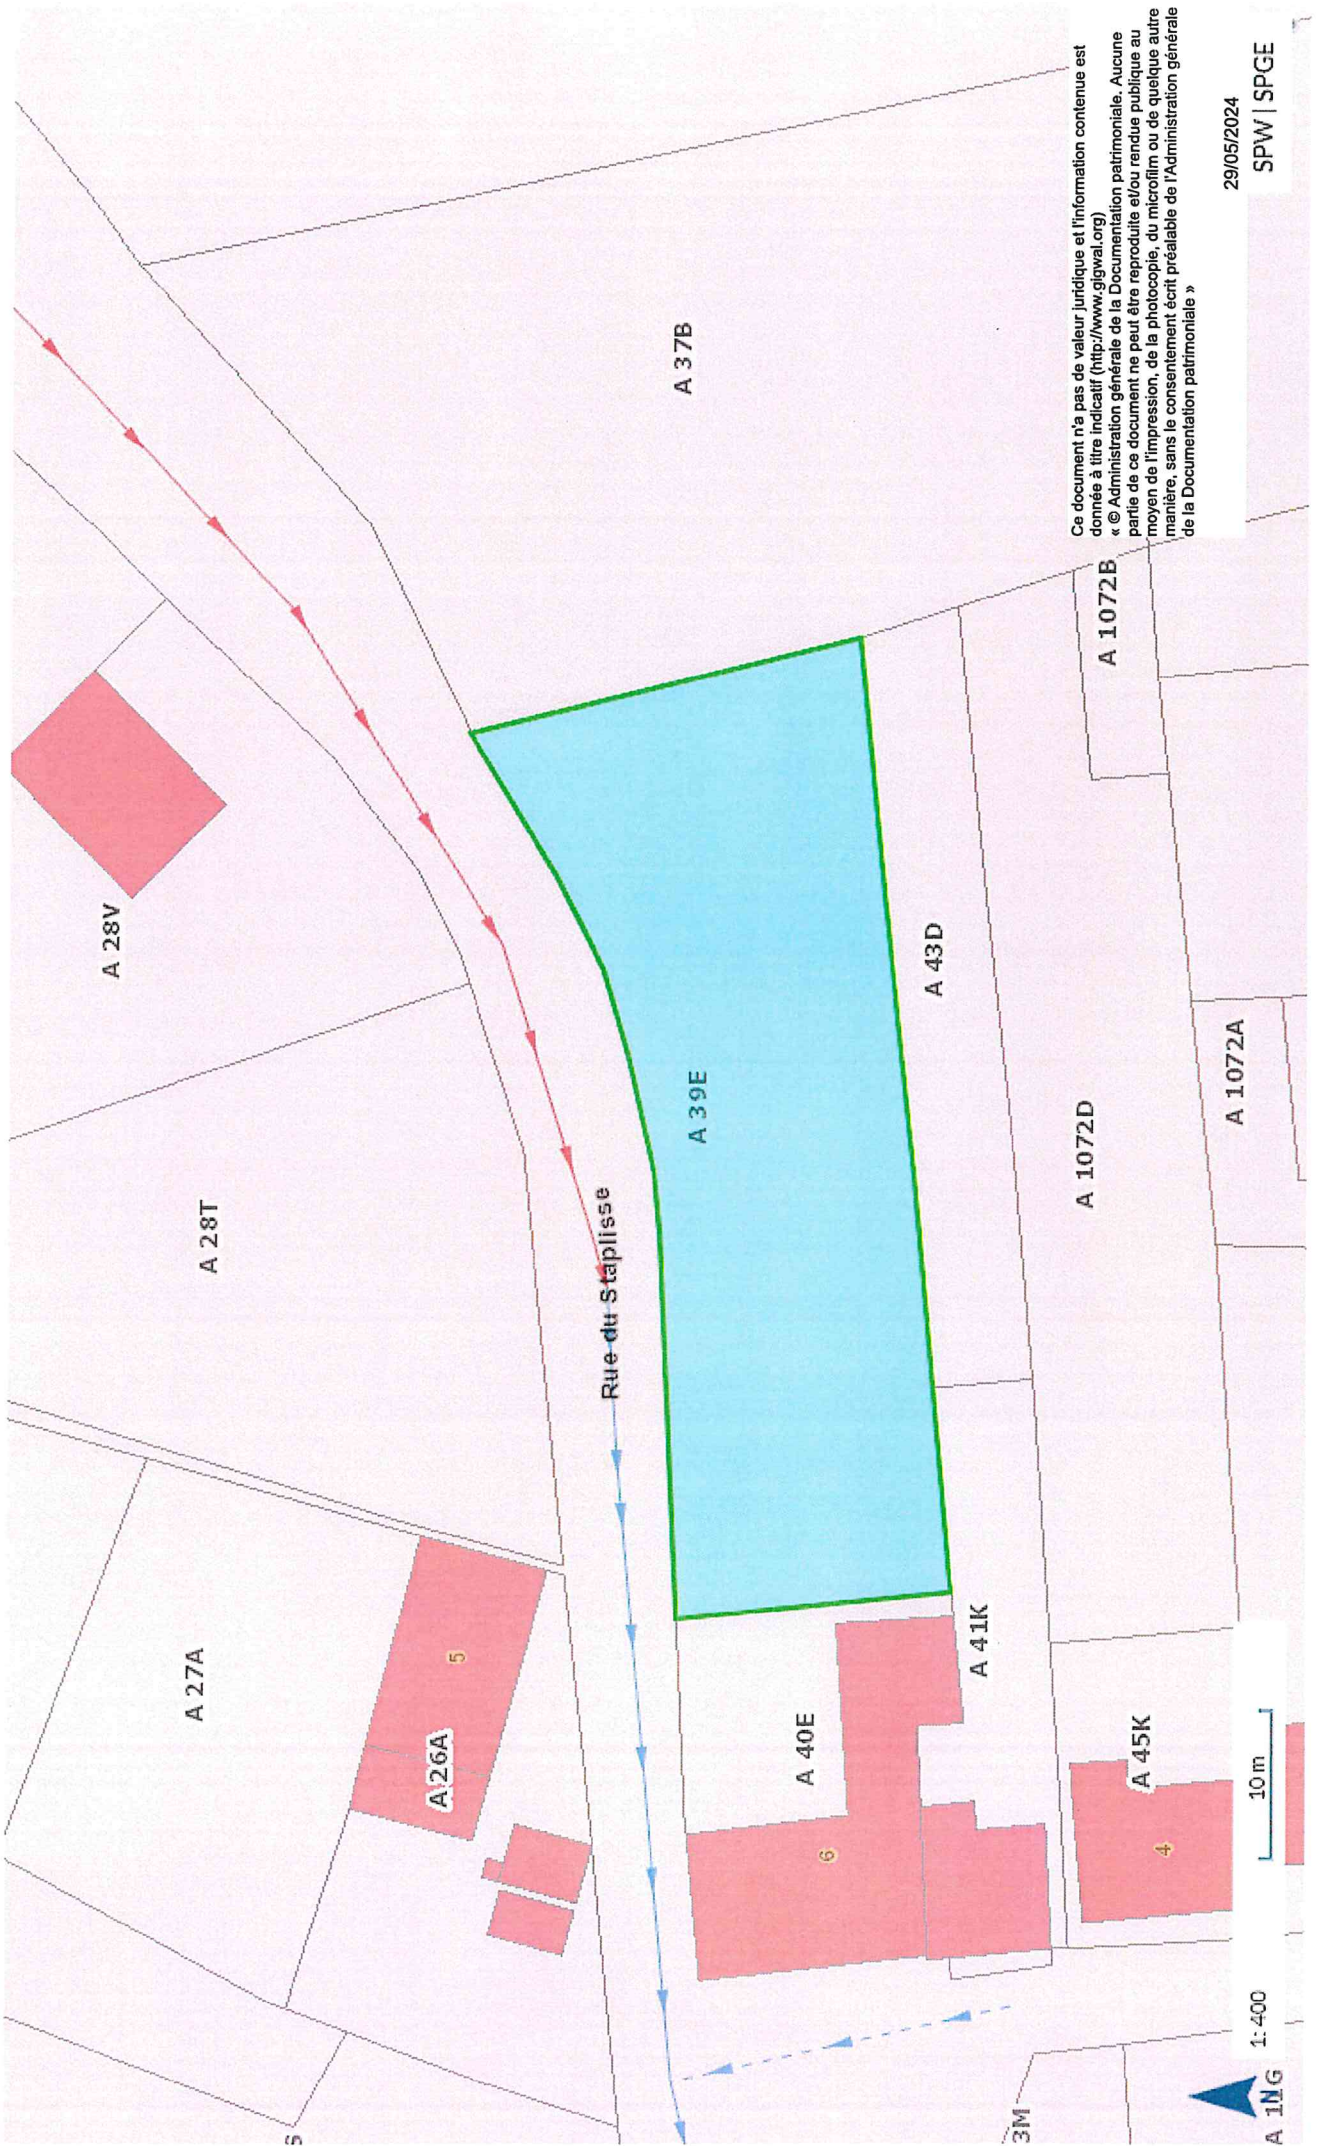 A 28V
A 28T
A 27A
A 26A
5
A 37B
A 39E
Rue du Staplisse
A 43D
A 1072B
A 1072D
A 1072A
A 40E
6
A 41K
A 45K
4
3M
10 m
1: 400
N
Ce document n'a pas de valeur juridique et l'information contenue est
donnée à titre indicatif (http://www.gigwal.org)
« © Administration générale de la Documentation patrimoniale. Aucune
partie de ce document ne peut être reproduite et/ou rendue publique au
moyen de l'impression, de la photocopie, du microfilm ou de quelque autre
manière, sans le consentement écrit préalable de l'Administration générale
de la Documentation patrimoniale »
29/05/2024
SPW | SPGE